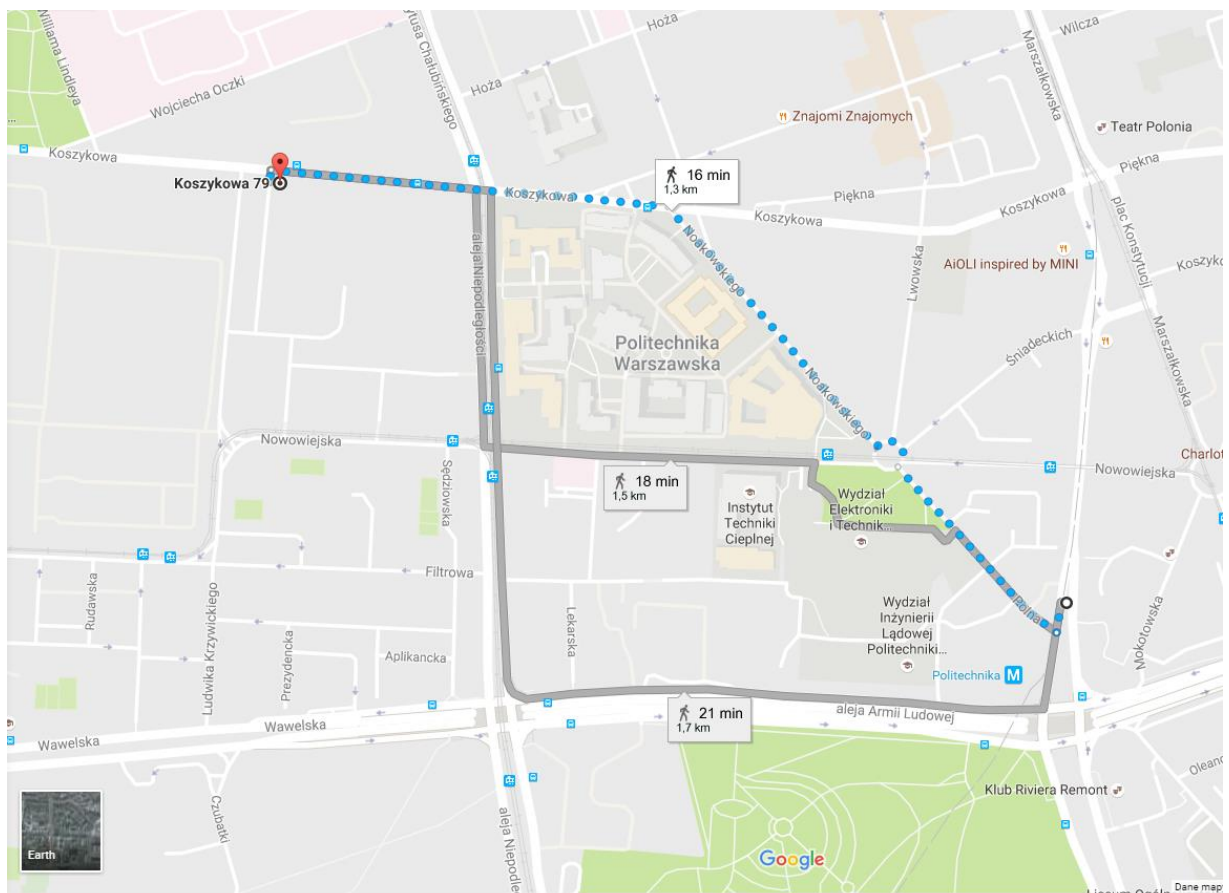 Williama Lindleya
Wojciecha Oczki
Tytusa Chałubińskiego
Hoża
Hoża
Marszałkowska
Wilcza
Znajomi Znajomych
Teatr Polonia
Koszykowa
Koszykowa 79
Koszykowa
16 min
1,3 km
Piękna
Piękna
Koszykowa
Koszykowa
plac Konstytucji
AiOLI inspired by MINI
Koszykowa
aleja Niepodległości
Noakowskiego
Lwowska
Politechnika
Warszawska
Śniadeckich
Marszałkowska
Noakowskiego
Nowowiejska
Sędziowska
18 min
1,5 km
Nowowiejska
Charlot
Instytut
Techniki
Cieplnej
Wydział
Elektroniki
i Technik...
Filtrowa
Rudawska
Ludwika Krzywickiego
Prezydencka
Aplikancka
Lekarska
Wydział
Inżynierii
Lądowej
Politechniki...
Polna
Mokotowska
Politechnika M
21 min
1,7 km
aleja Armii Ludowej
Wawelska
Wawelska
Czubatki
aleja Niepodległ
Klub Riviera Remont
Earth
Google
Dane map